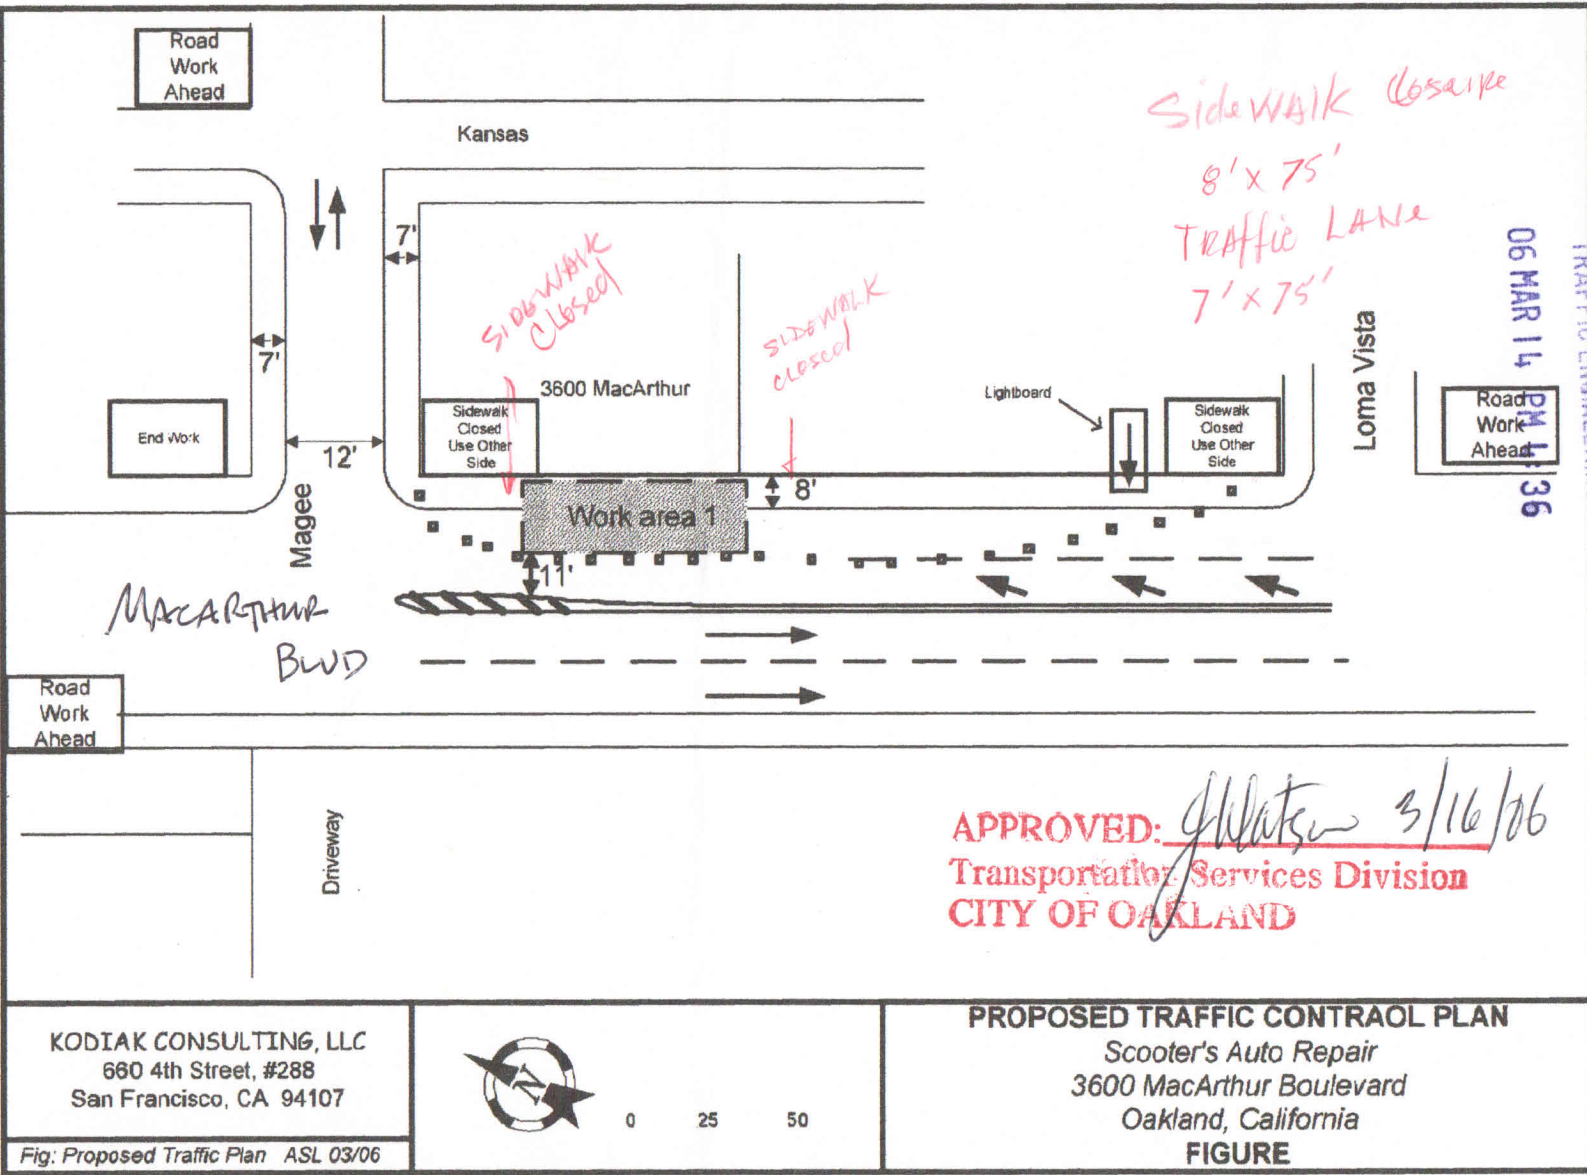 Road
Work
Ahead
Kansas
SideWAlk
8' x 75'
TRAffic LANe
7' x 75'
TRAFFIC
06 MAR 14 PM 4:36
7'
7'
SIDEWALK
Closed
SIDEWALK
closed
3600 MacArthur
Lightboard
Loma Vista
End Work
12'
Sidewalk
Closed
Use Other
Side
Sidewalk
Closed
Use Other
Side
Road
Work
Ahead
8'
Work area 1
Magee
11'
MACARTHUR
BLVD
Road
Work
Ahead
Driveway
APPROVED: JWatson 3/16/06
Transportation Services Division
CITY OF OAKLAND
KODIAK CONSULTING, LLC
660 4th Street, #288
San Francisco, CA 94107
Fig: Proposed Traffic Plan ASL 03/06
N
0 25 50
PROPOSED TRAFFIC CONTRAOL PLAN
Scooter's Auto Repair
3600 MacArthur Boulevard
Oakland, California
FIGURE